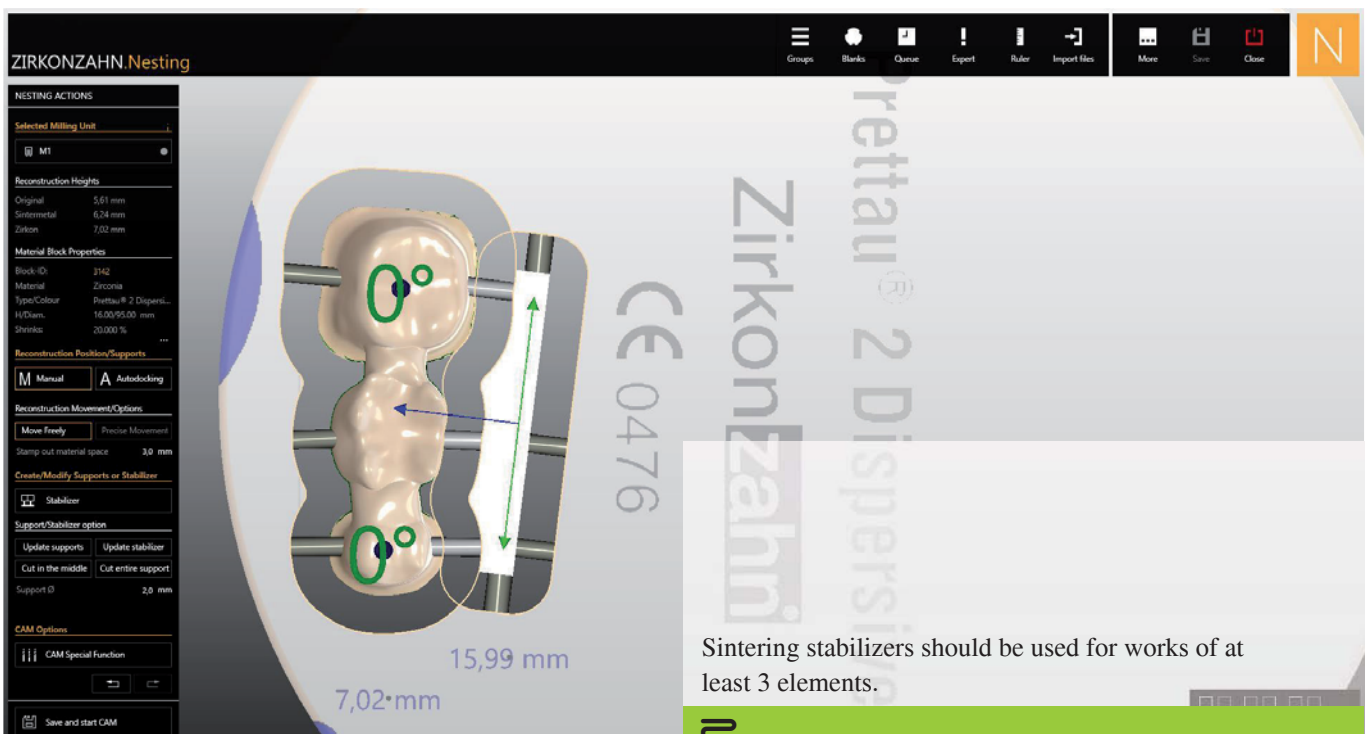 ZIRKONZAHN.Nesting
Groups
Blanks
Queue
Expert
Ruler
Import files
More
Save
Close
N
NESTING ACTIONS
Selected Milling Unit
M1
Reconstruction Heights
Original 5,61 mm
Sintermetal 6,24 mm
Zirkon 7,02 mm
Material Block Properties
Block-ID: 3142
Material Zirconia
Type/Colour Prettau® 2 Dispersi...
H/Diam. 16.00/95.00 mm
Shrinks: 20.000 %
...
Reconstruction Position/Supports
M Manual A Autodocking
Reconstruction Movement/Options
Move Freely Precise Movement
Stamp out material space 3,0 mm
Create/Modify Supports or Stabilizer
Stabilizer
Support/Stabilizer option
Update supports Update stabilizer
Cut in the middle Cut entire support
Support Ø 2,0 mm
CAM Options
CAM Special Function
Save and start CAM
0°
0°
15,99 mm
7,02 mm
CE 0476
Zirkonzahn®
Prettau® 2 Dispersive
Sintering stabilizers should be used for works of at
least 3 elements.